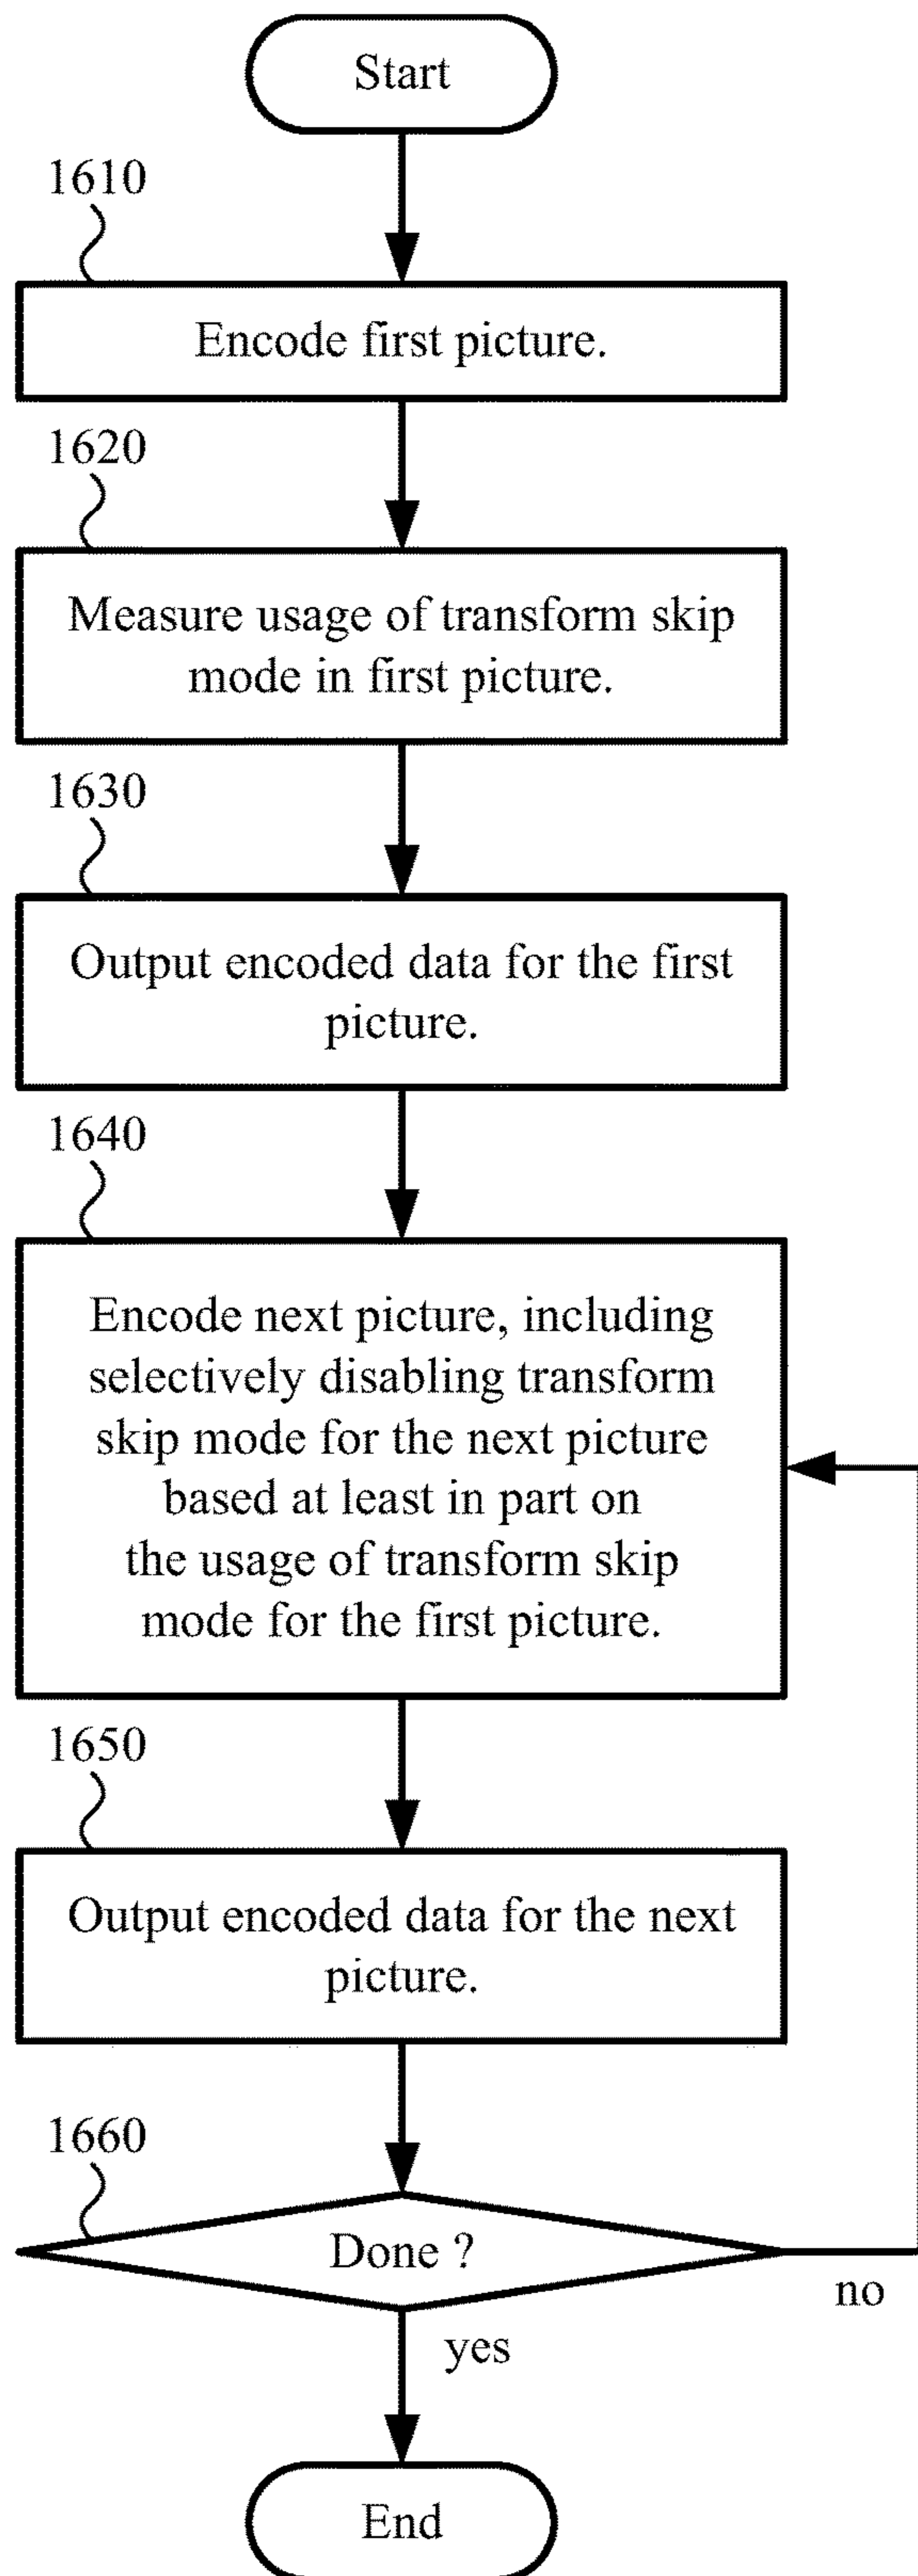 Start
1610
Encode first picture.
1620
Measure usage of transform skip
mode in first picture.
1630
Output encoded data for the first
picture.
1640
Encode next picture, including
selectively disabling transform
skip mode for the next picture
based at least in part on
the usage of transform skip
mode for the first picture.
1650
Output encoded data for the next
picture.
1660
Done ?
no
yes
End